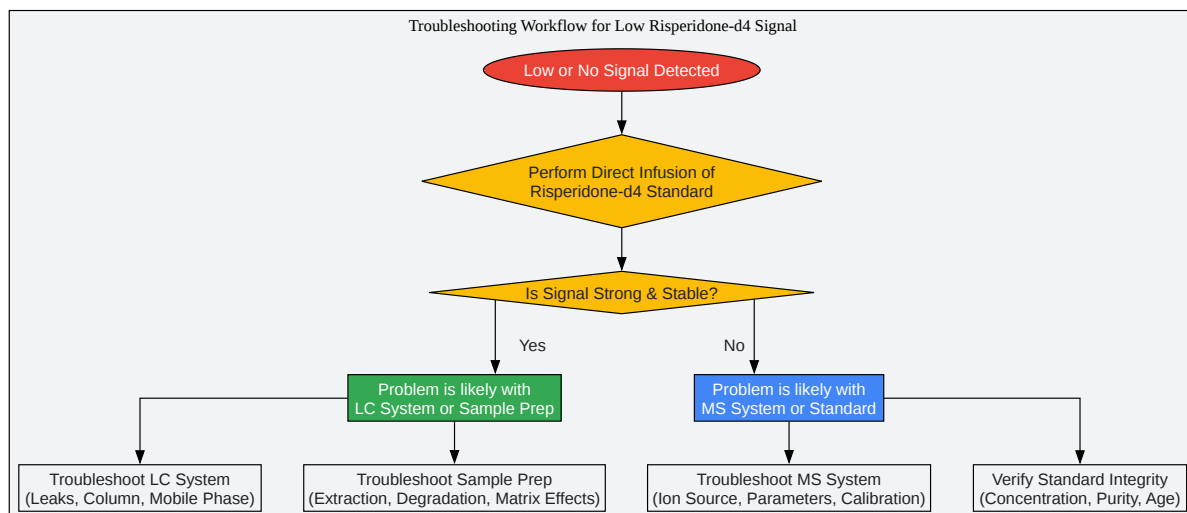 Troubleshooting Workflow for Low Risperidone-d4 Signal
Low or No Signal Detected
Perform Direct Infusion of
Risperidone-d4 Standard
Is Signal Strong & Stable?
Yes
No
Problem is likely with
LC System or Sample Prep
Problem is likely with
MS System or Standard
Troubleshoot LC System
(Leaks, Column, Mobile Phase)
Troubleshoot Sample Prep
(Extraction, Degradation, Matrix Effects)
Troubleshoot MS System
(Ion Source, Parameters, Calibration)
Verify Standard Integrity
(Concentration, Purity, Age)